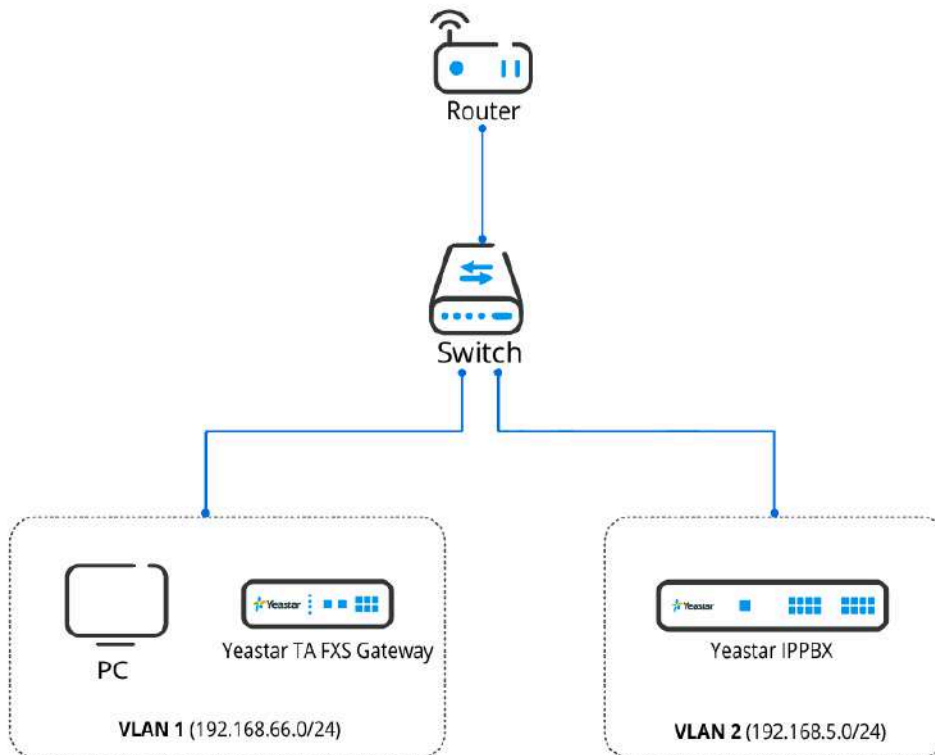 Router
Switch
Yeastar
Yeastar
PC
Yeastar TA FXS Gateway
Yeastar IPPBX
VLAN 1 (192.168.66.0/24)
VLAN 2 (192.168.5.0/24)